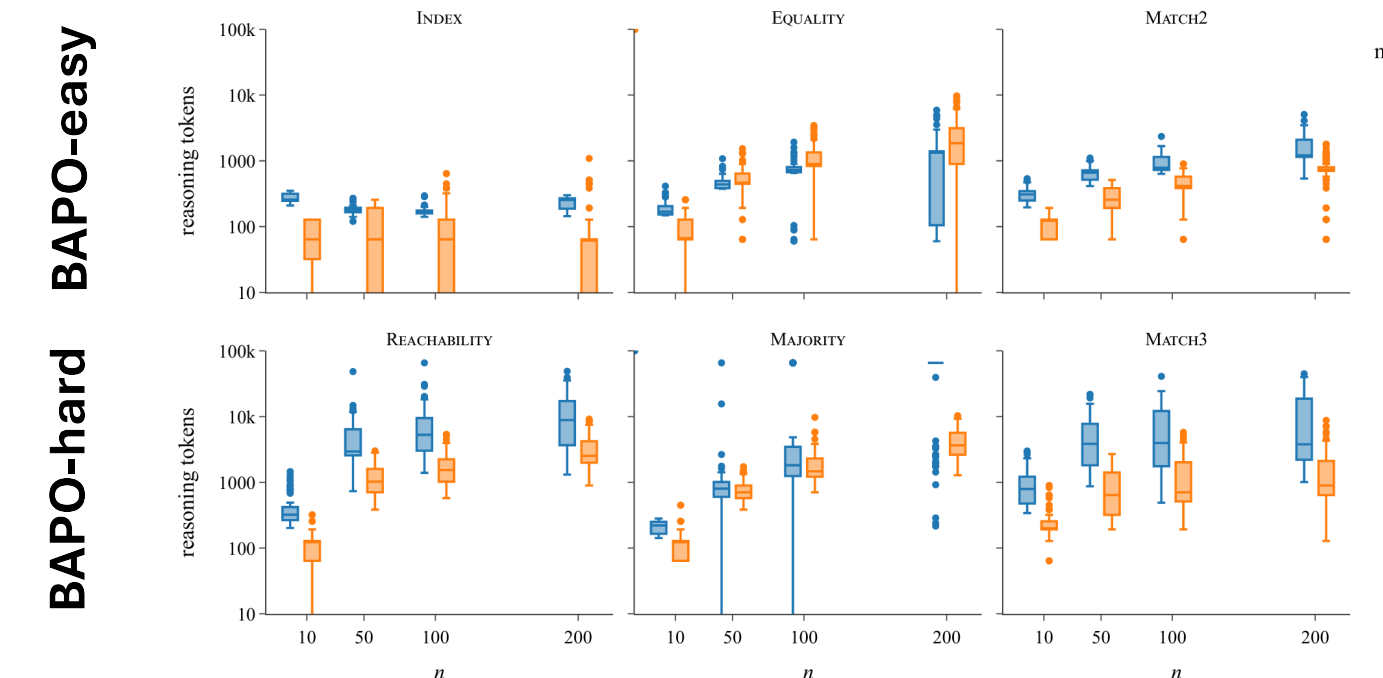 BAPO-easy
INDEX
EQUALITY
MATCH2
n
reasoning tokens
100k
10k
1000
100
10
BAPO-hard
REACHABILITY
MAJORITY
MATCH3
reasoning tokens
100k
10k
1000
100
10
10 50 100 200
10 50 100 200
10 50 100 200
n
n
n